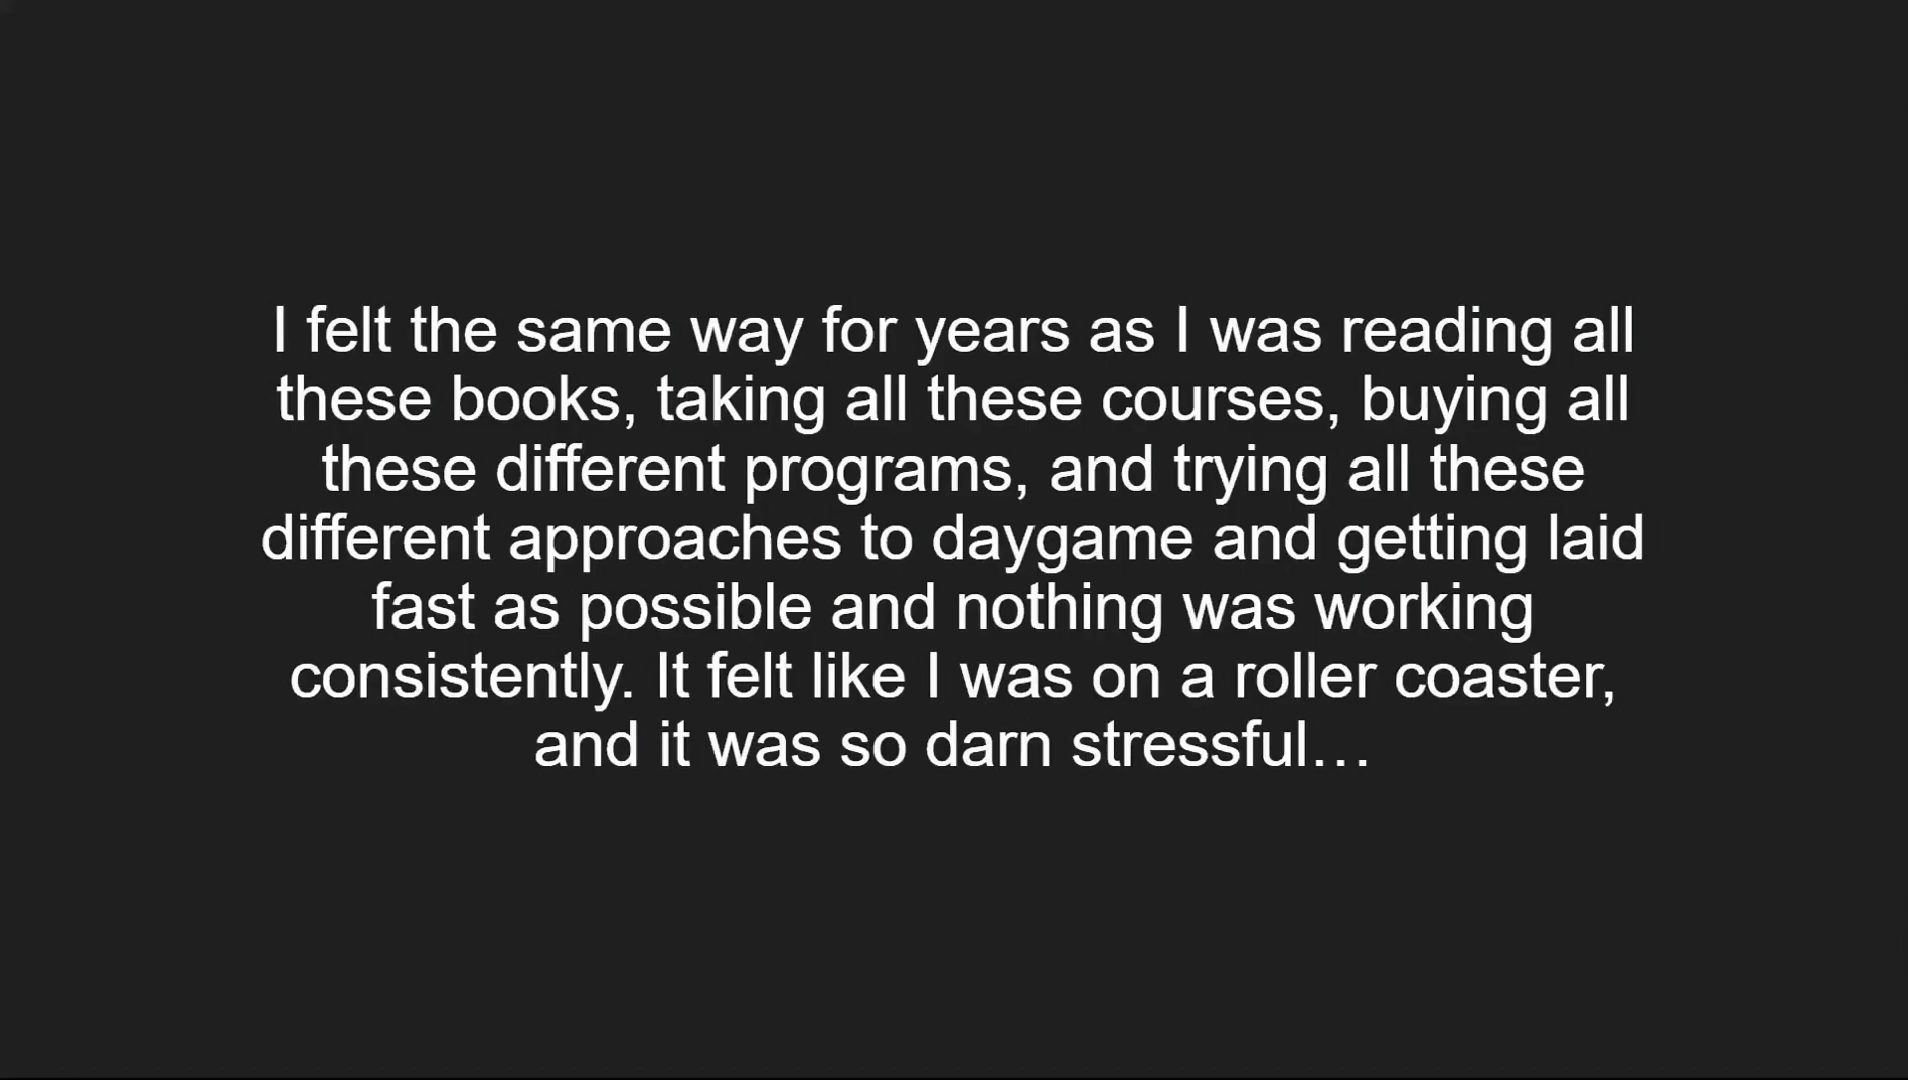 I felt the same way for years as I was reading all
these books, taking all these courses, buying all
these different programs, and trying all these
different approaches to daygame and getting laid
fast as possible and nothing was working
consistently. It felt like I was on a roller coaster,
and it was so darn stressful…